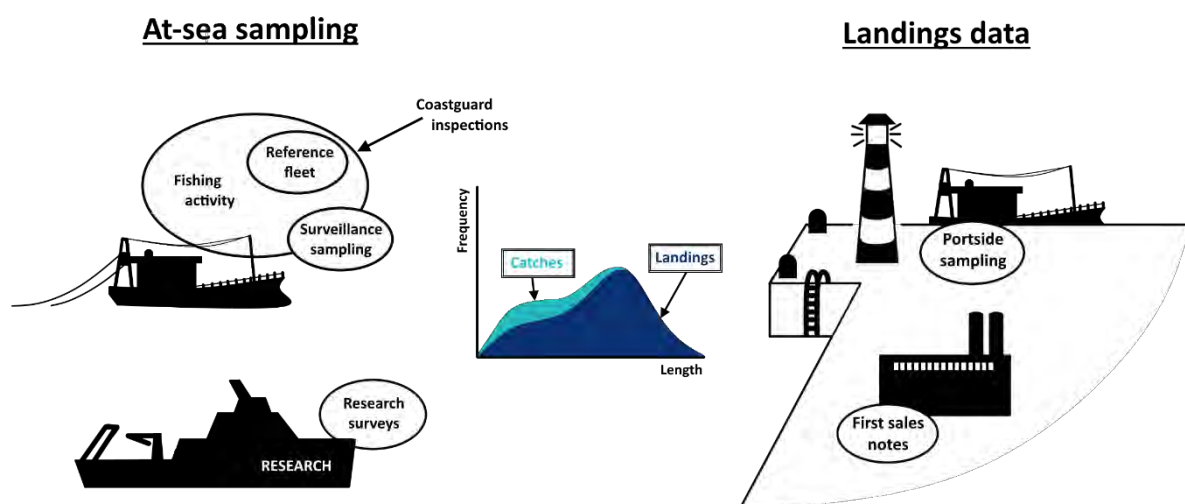 At-sea sampling
Landings data
Coastguard
inspections
Reference
fleet
Fishing
activity
Surveillance
sampling
Frequency
Catches
Landings
Length
Portside
sampling
Research
surveys
RESEARCH
First sales
notes